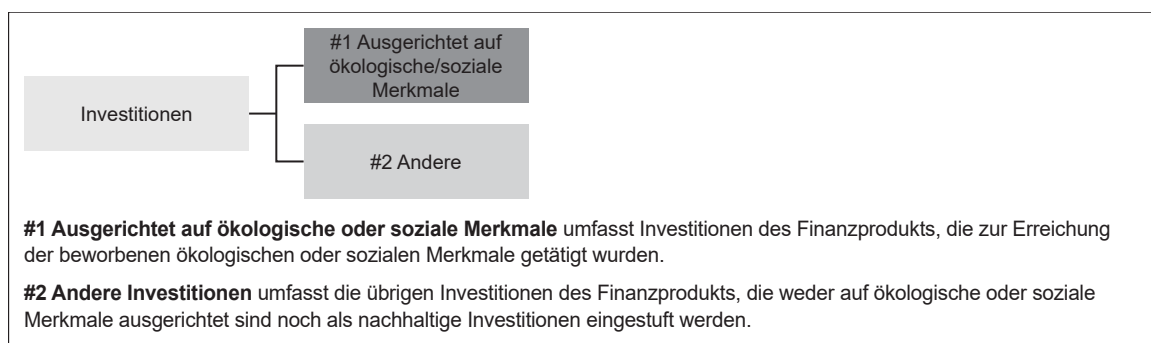 #1 Ausgerichtet auf
ökologische/soziale
Merkmale
Investitionen
#2 Andere
#1 Ausgerichtet auf ökologische oder soziale Merkmale umfasst Investitionen des Finanzprodukts, die zur Erreichung
der beworbenen ökologischen oder sozialen Merkmale getätigt wurden.
#2 Andere Investitionen umfasst die übrigen Investitionen des Finanzprodukts, die weder auf ökologische oder soziale
Merkmale ausgerichtet sind noch als nachhaltige Investitionen eingestuft werden.